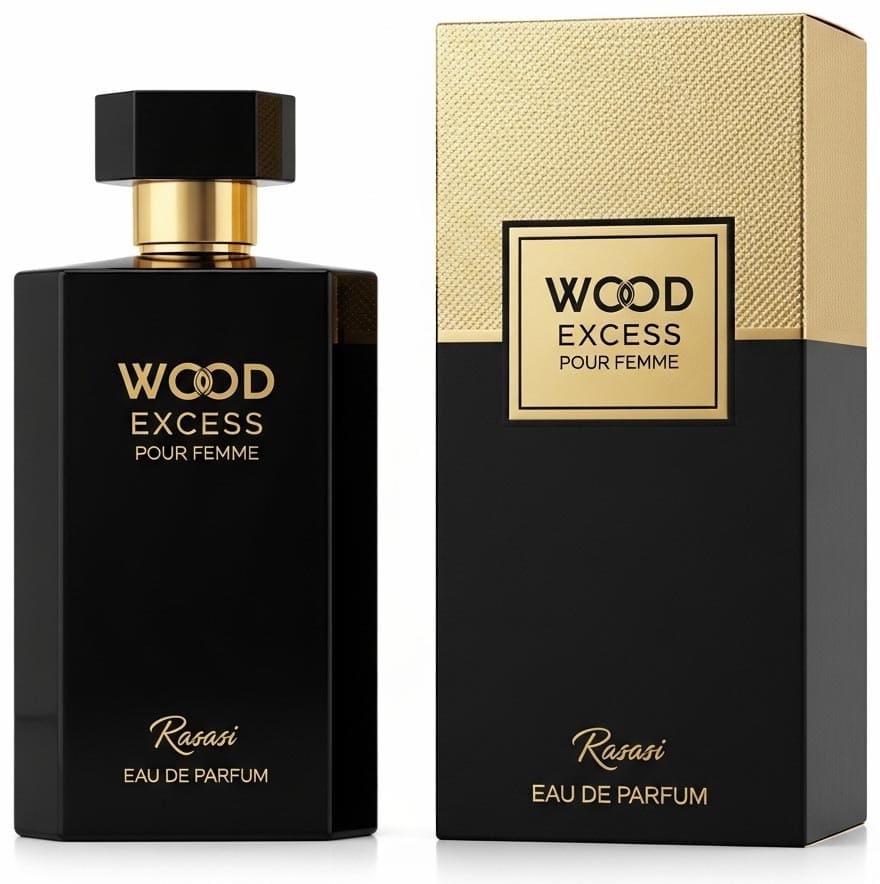 WOOD
EXCESS
POUR FEMME
Rasasi
EAU DE PARFUM
WOOD
EXCESS
POUR FEMME
Rasasi
EAU DE PARFUM